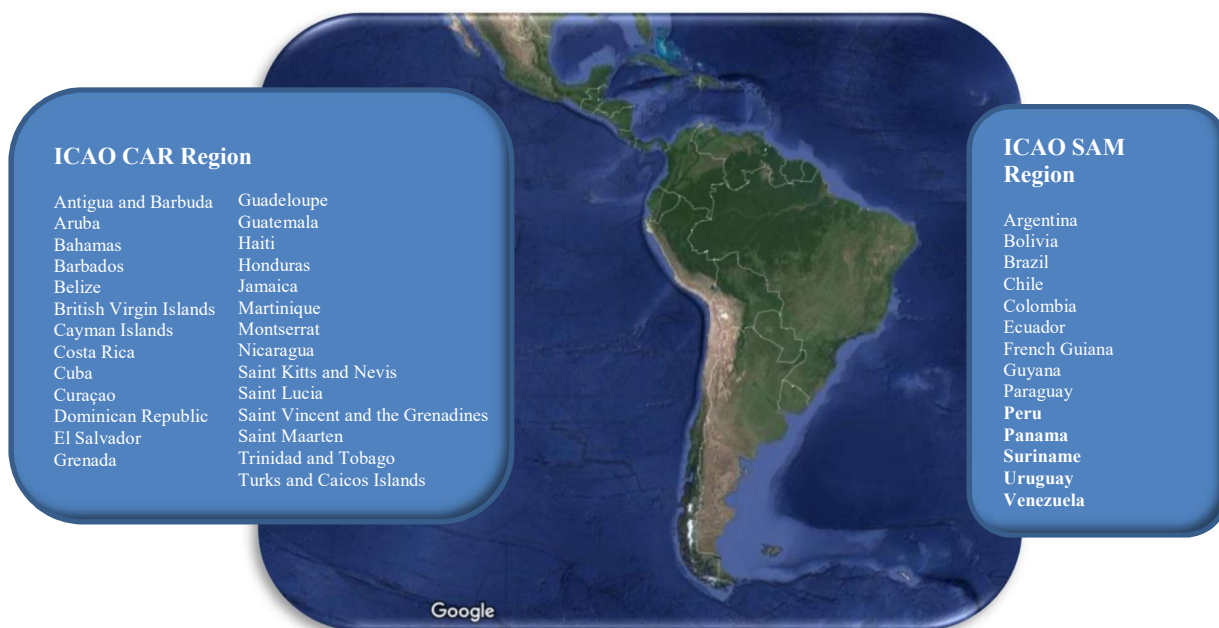 ICAO CAR Region
Antigua and Barbuda
Aruba
Bahamas
Barbados
Belize
British Virgin Islands
Cayman Islands
Costa Rica
Cuba
Curaçao
Dominican Republic
El Salvador
Grenada
Guadeloupe
Guatemala
Haiti
Honduras
Jamaica
Martinique
Montserrat
Nicaragua
Saint Kitts and Nevis
Saint Lucia
Saint Vincent and the Grenadines
Saint Maarten
Trinidad and Tobago
Turks and Caicos Islands
ICAO SAM
Region
Argentina
Bolivia
Brazil
Chile
Colombia
Ecuador
French Guiana
Guyana
Paraguay
Peru
Panama
Suriname
Uruguay
Venezuela
Google